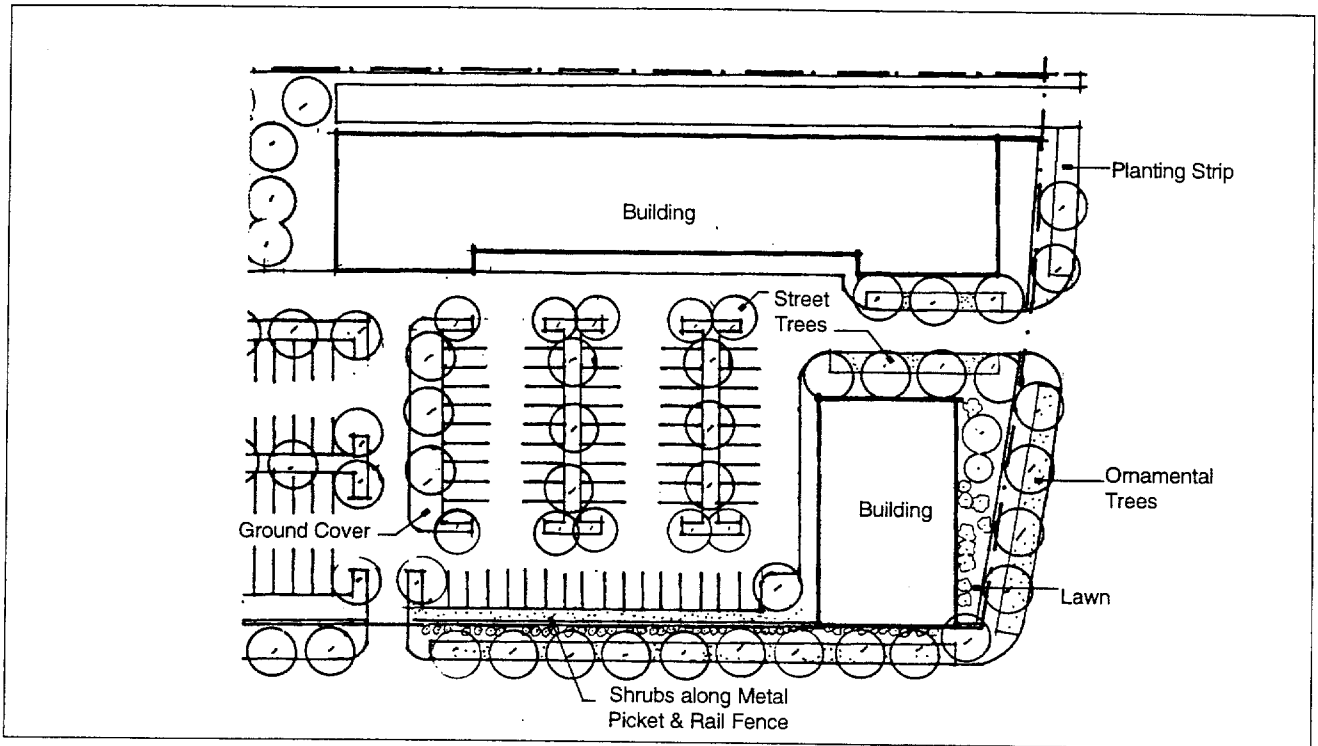 Planting Strip
Building
Street
Trees
Ornamental
Trees
Building
Ground Cover
Lawn
Shrubs along Metal
Picket & Rail Fence